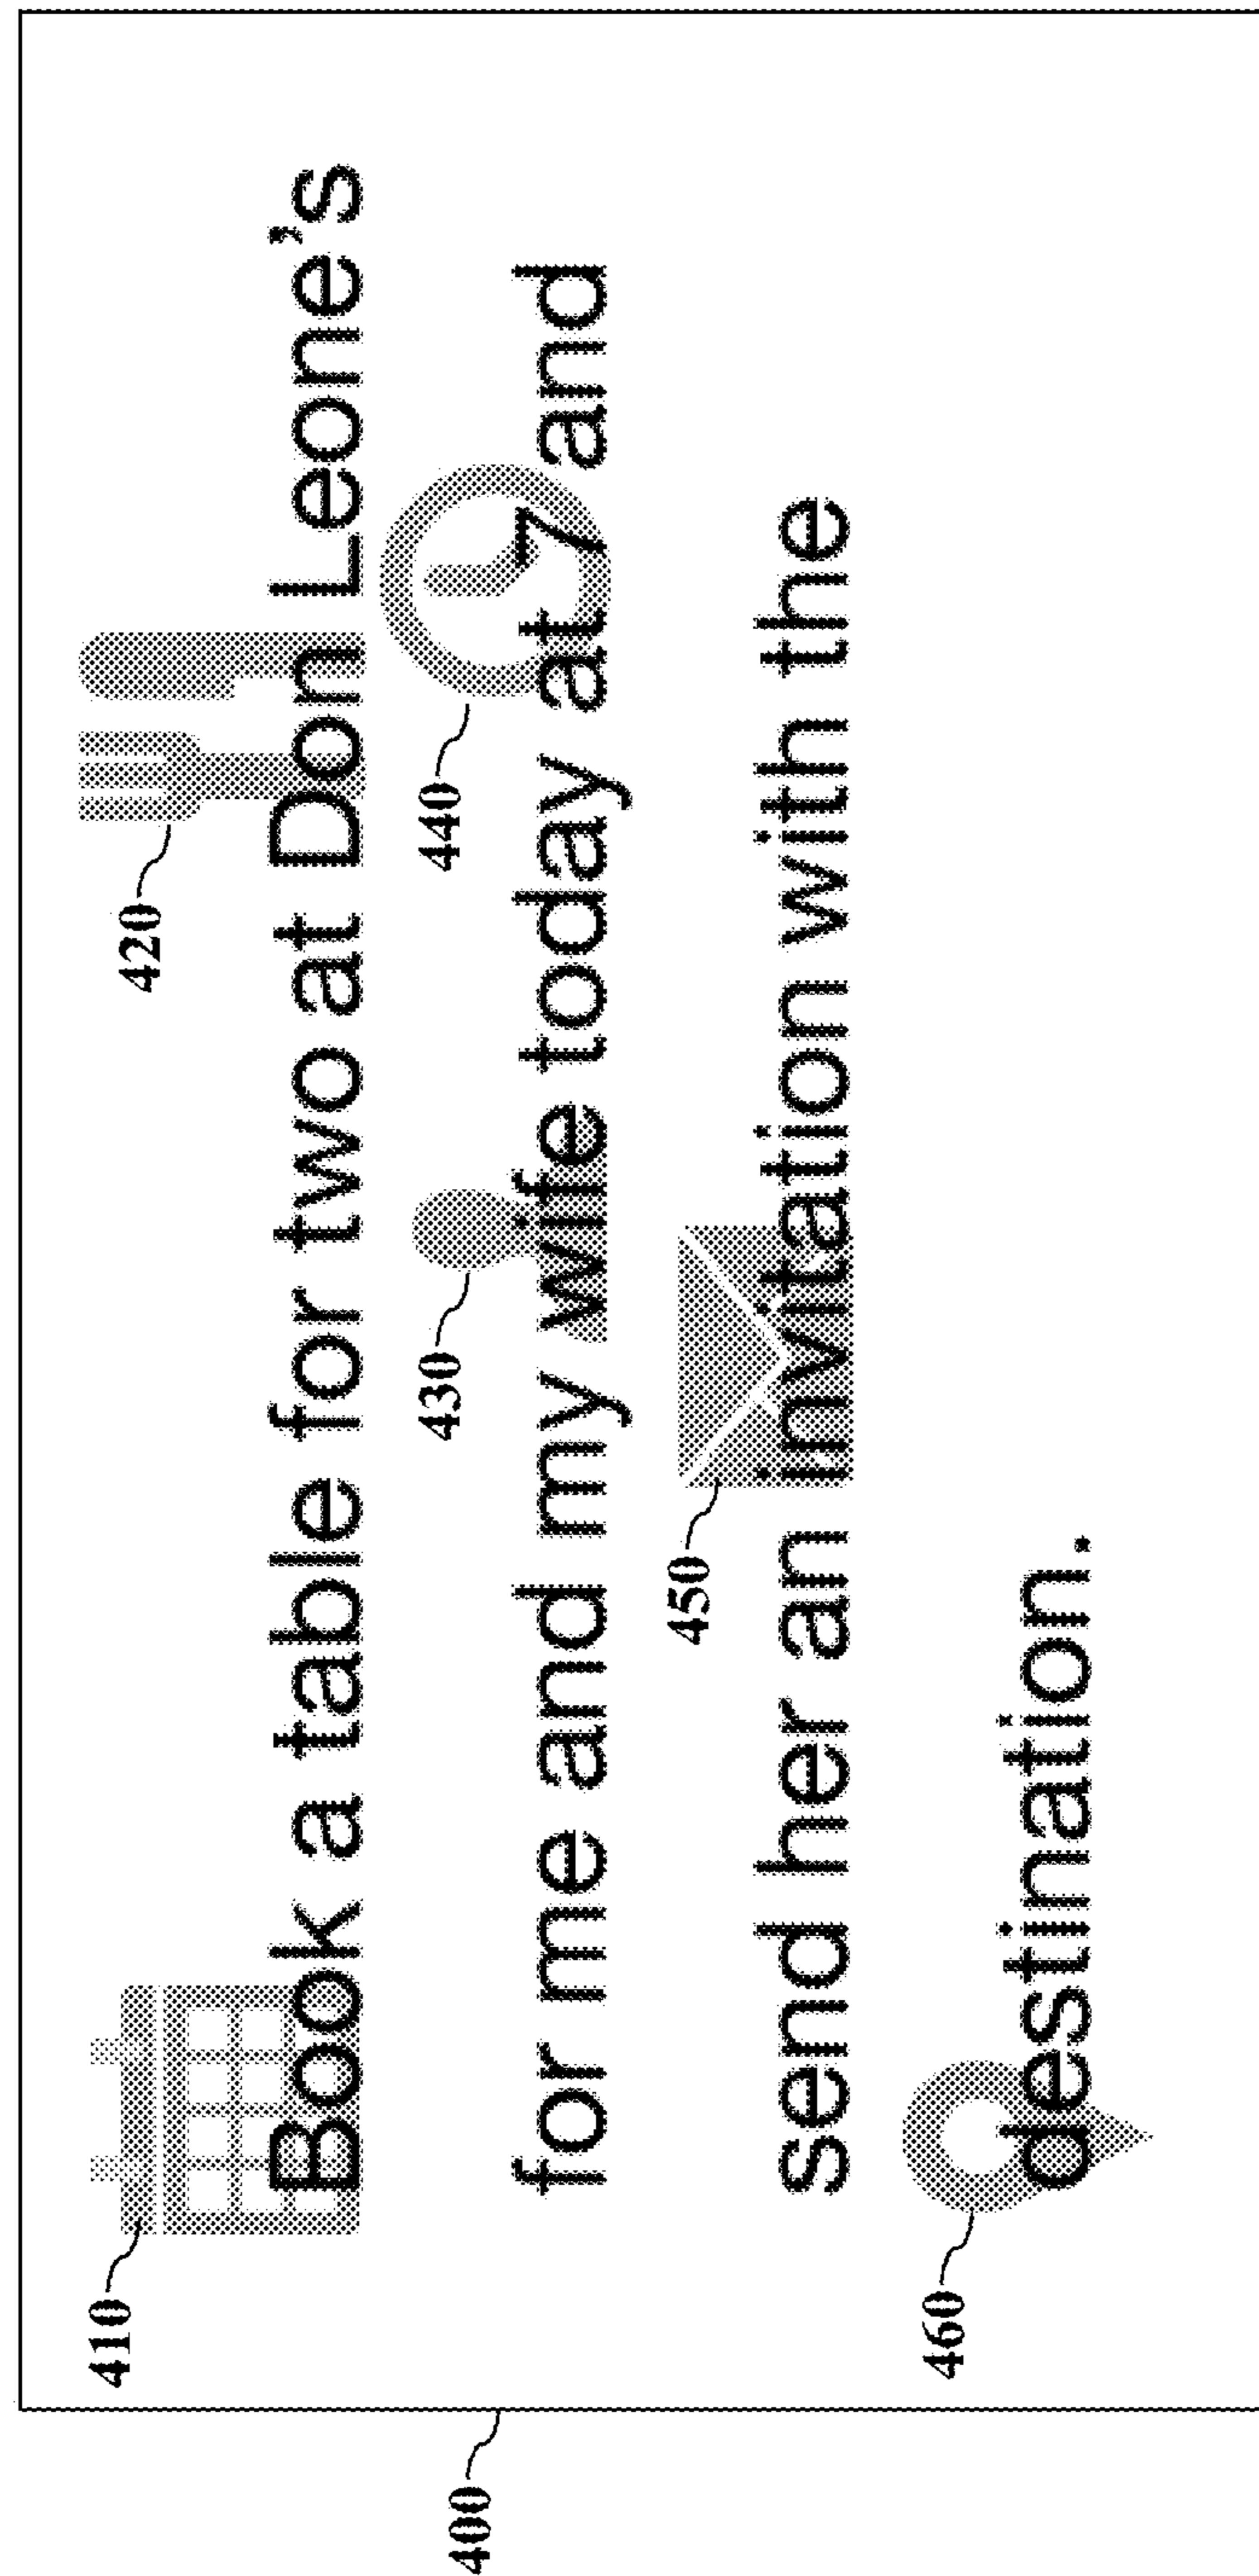 410
420
Book a table for two at Don Leone's
430
440
for me and my wife today at 7 and
400
450
send her an invitation with the
460
destination.